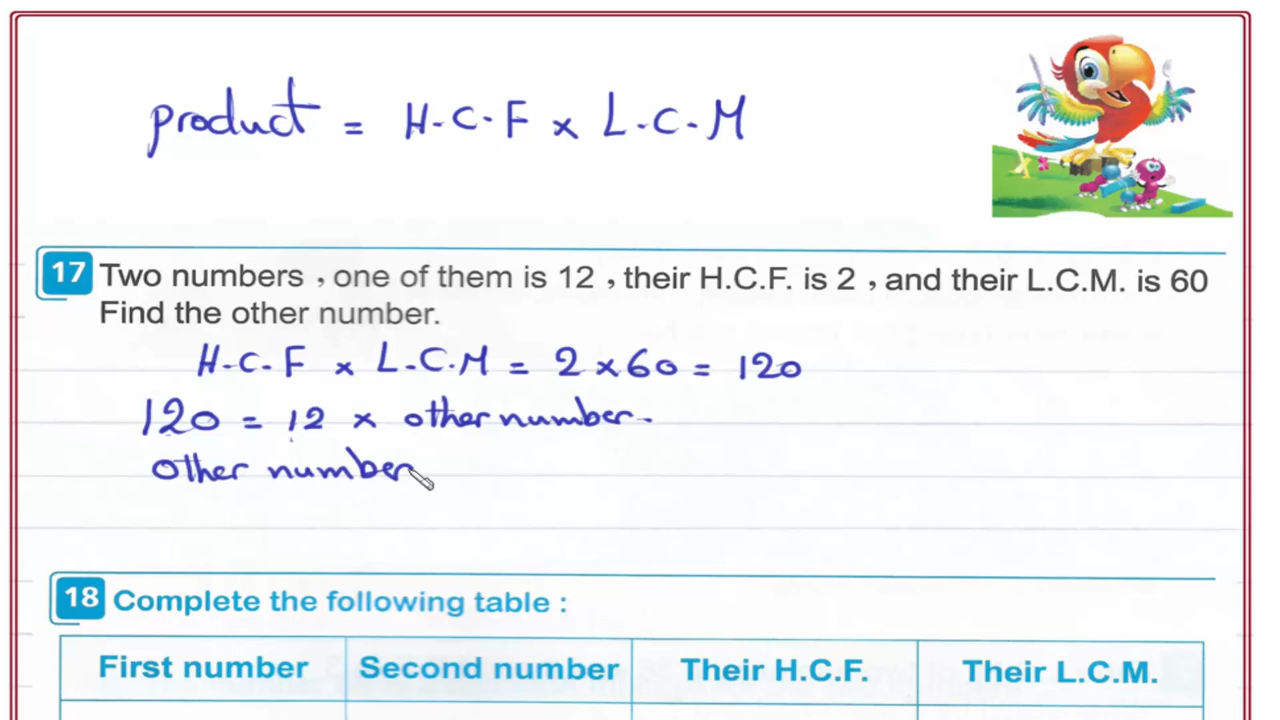 product = H.C.F × L.C.M
17 Two numbers , one of them is 12 , their H.C.F. is 2 , and their L.C.M. is 60
Find the other number.
H.C.F × L.C.M = 2 × 60 = 120
120 = 12 × other number.
Other number
18 Complete the following table :
First number Second number Their H.C.F. Their L.C.M.